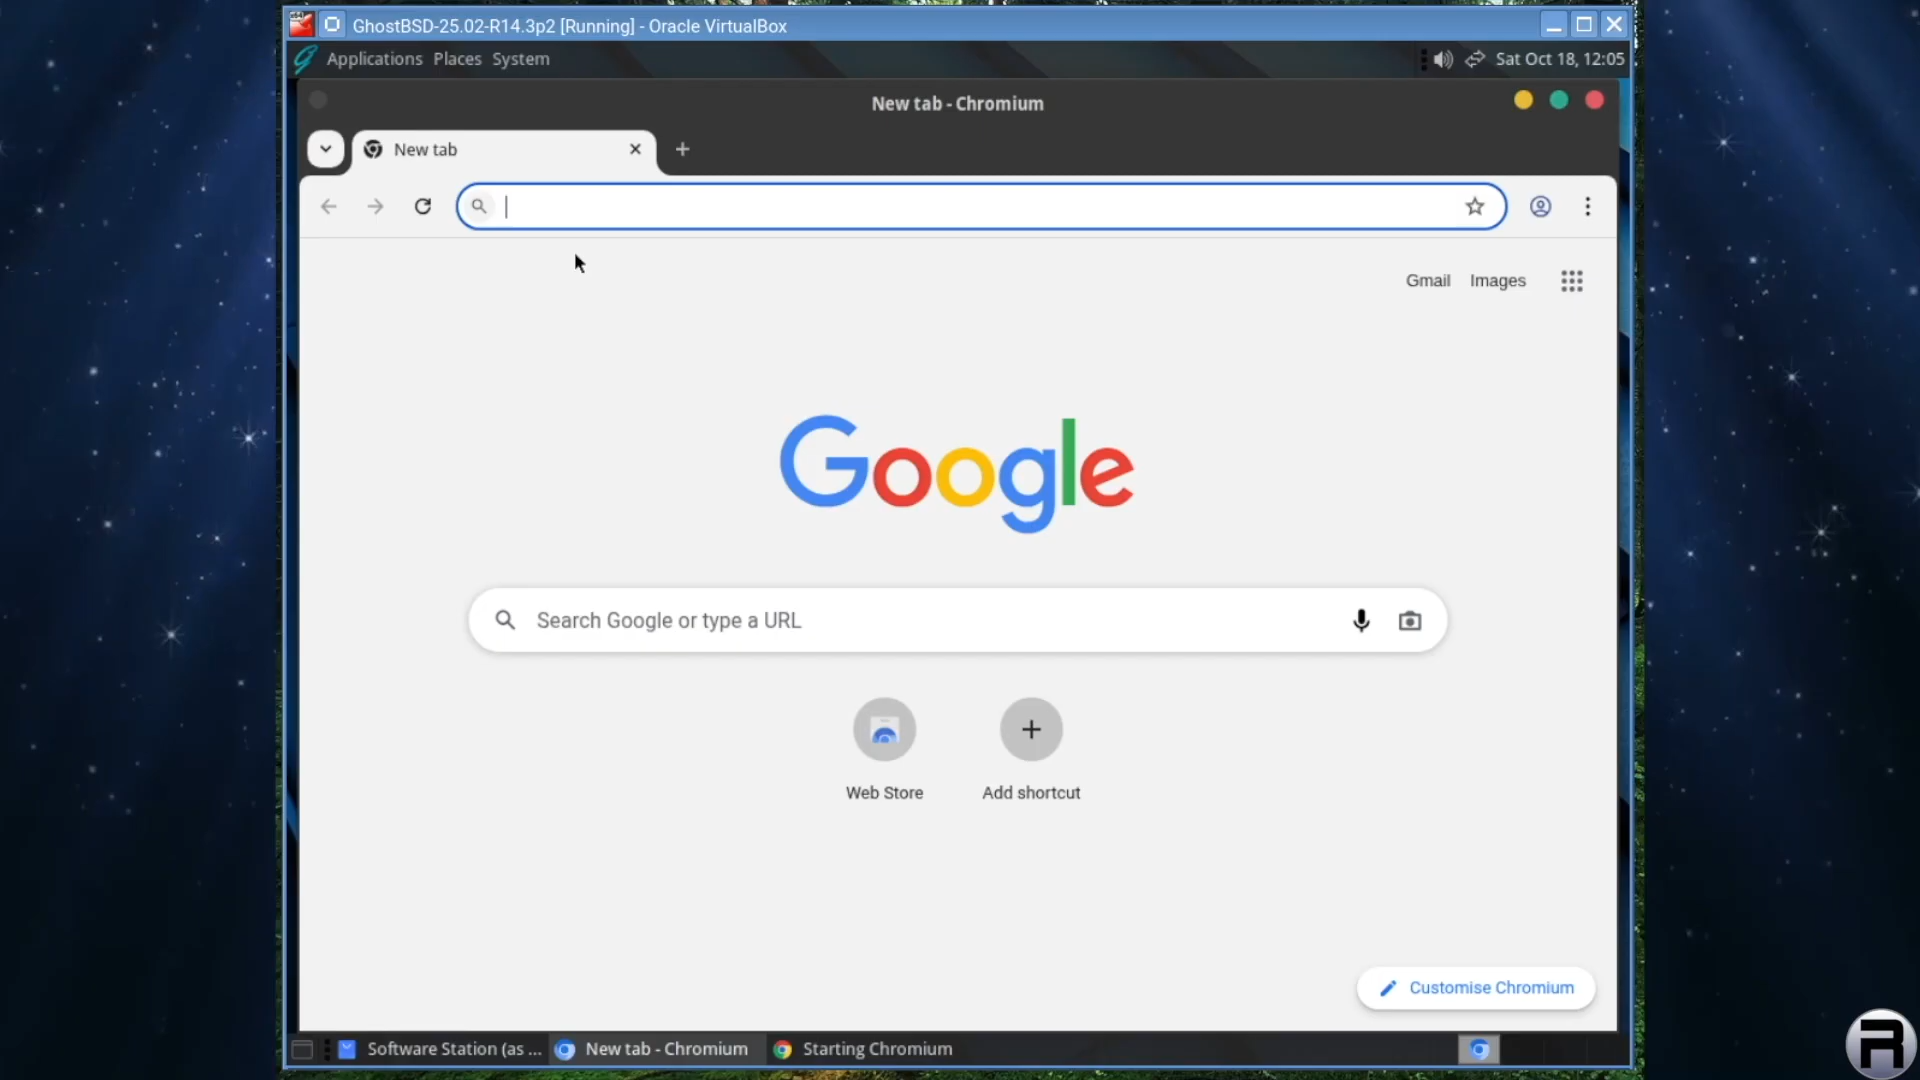 GhostBSD-25.02-R14.3p2 [Running] - Oracle VirtualBox
Applications Places System
Sat Oct 18, 12:05
New tab - Chromium
New tab
Gmail Images
Google
Search Google or type a URL
Web Store
Add shortcut
Customise Chromium
Software Station (as ...
New tab - Chromium
Starting Chromium